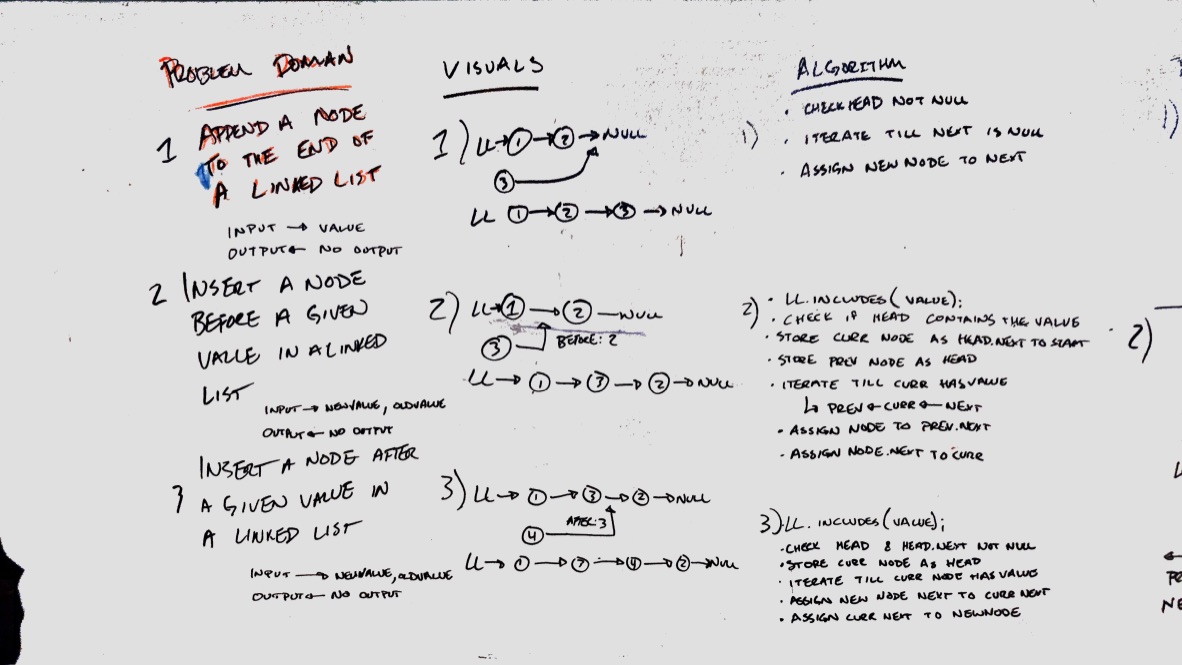 PROBLEM DOMAIN
1 APPEND A NODE
TO THE END OF
A LINKED LIST
INPUT → VALUE
OUTPUT ← NO OUTPUT
2 INSERT A NODE
BEFORE A GIVEN
VALUE IN A LINKED
LIST
INPUT → NEWVALUE, OLDVALUE
OUTPUT ← NO OUTPUT
INSERT A NODE AFTER
3 A GIVEN VALUE IN
A LINKED LIST
INPUT → NEWVALUE, OLDVALUE
OUTPUT ← NO OUTPUT
VISUALS
1) LL → 1 → 2 → NULL
3
LL 1 → 2 → 3 → NULL
2) LL → 1 → 2 — NULL
3 BEFORE: 2
LL → 1 → 3 → 2 → NULL
3) LL → 1 → 3 → 2 → NULL
4 AFTER: 3
LL → 1 → 3 → 4 → 2 → NULL
ALGORITHM
· CHECK HEAD NOT NULL
1) · ITERATE TILL NEXT IS NULL
· ASSIGN NEW NODE TO NEXT
2) · LL.INCLUDES(VALUE);
· CHECK IF HEAD CONTAINS THE VALUE
· STORE CURR NODE AS HEAD.NEXT TO START
· STORE PREV NODE AS HEAD
· ITERATE TILL CURR HAS VALUE
↳ PREV ← CURR ← NEXT
· ASSIGN NODE TO PREV.NEXT
· ASSIGN NODE.NEXT TO CURR
3) · LL.INCLUDES(VALUE);
· CHECK HEAD & HEAD.NEXT NOT NULL
· STORE CURR NODE AS HEAD
· ITERATE TILL CURR NODE HAS VALUE
· ASSIGN NEW NODE NEXT TO CURR NEXT
· ASSIGN CURR NEXT TO NEWNODE
1)
2)